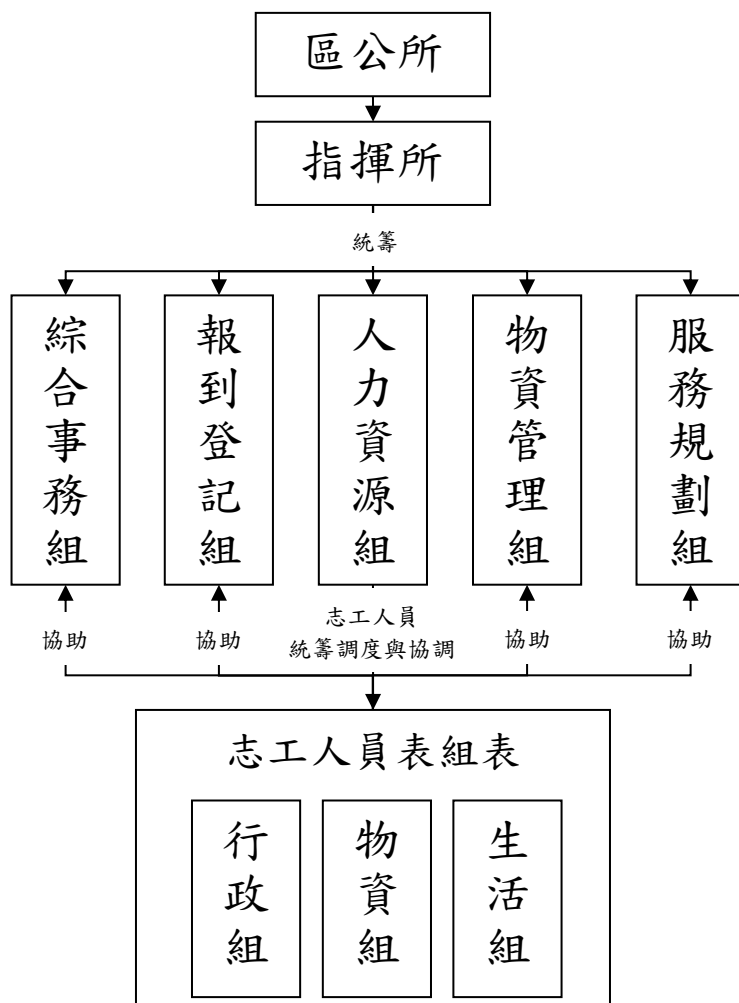 區公所
指揮所
統籌
綜合事務組
報到登記組
人力資源組
物資管理組
服務規劃組
協助
協助
志工人員
統籌調度與協調
協助
協助
志工人員表組表
行政組
物資組
生活組